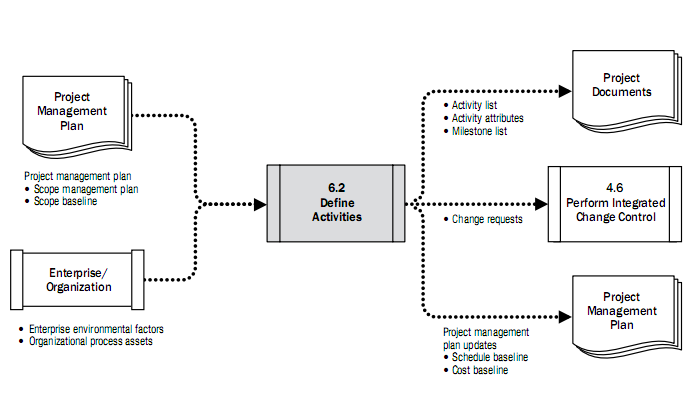 Project
Management
Plan
Project management plan
• Scope management plan
• Scope baseline
Enterprise/
Organization
• Enterprise environmental factors
• Organizational process assets
6.2
Define
Activities
• Activity list
• Activity attributes
• Milestone list
• Change requests
Project management
plan updates
• Schedule baseline
• Cost baseline
Project
Documents
4.6
Perform Integrated
Change Control
Project
Management
Plan